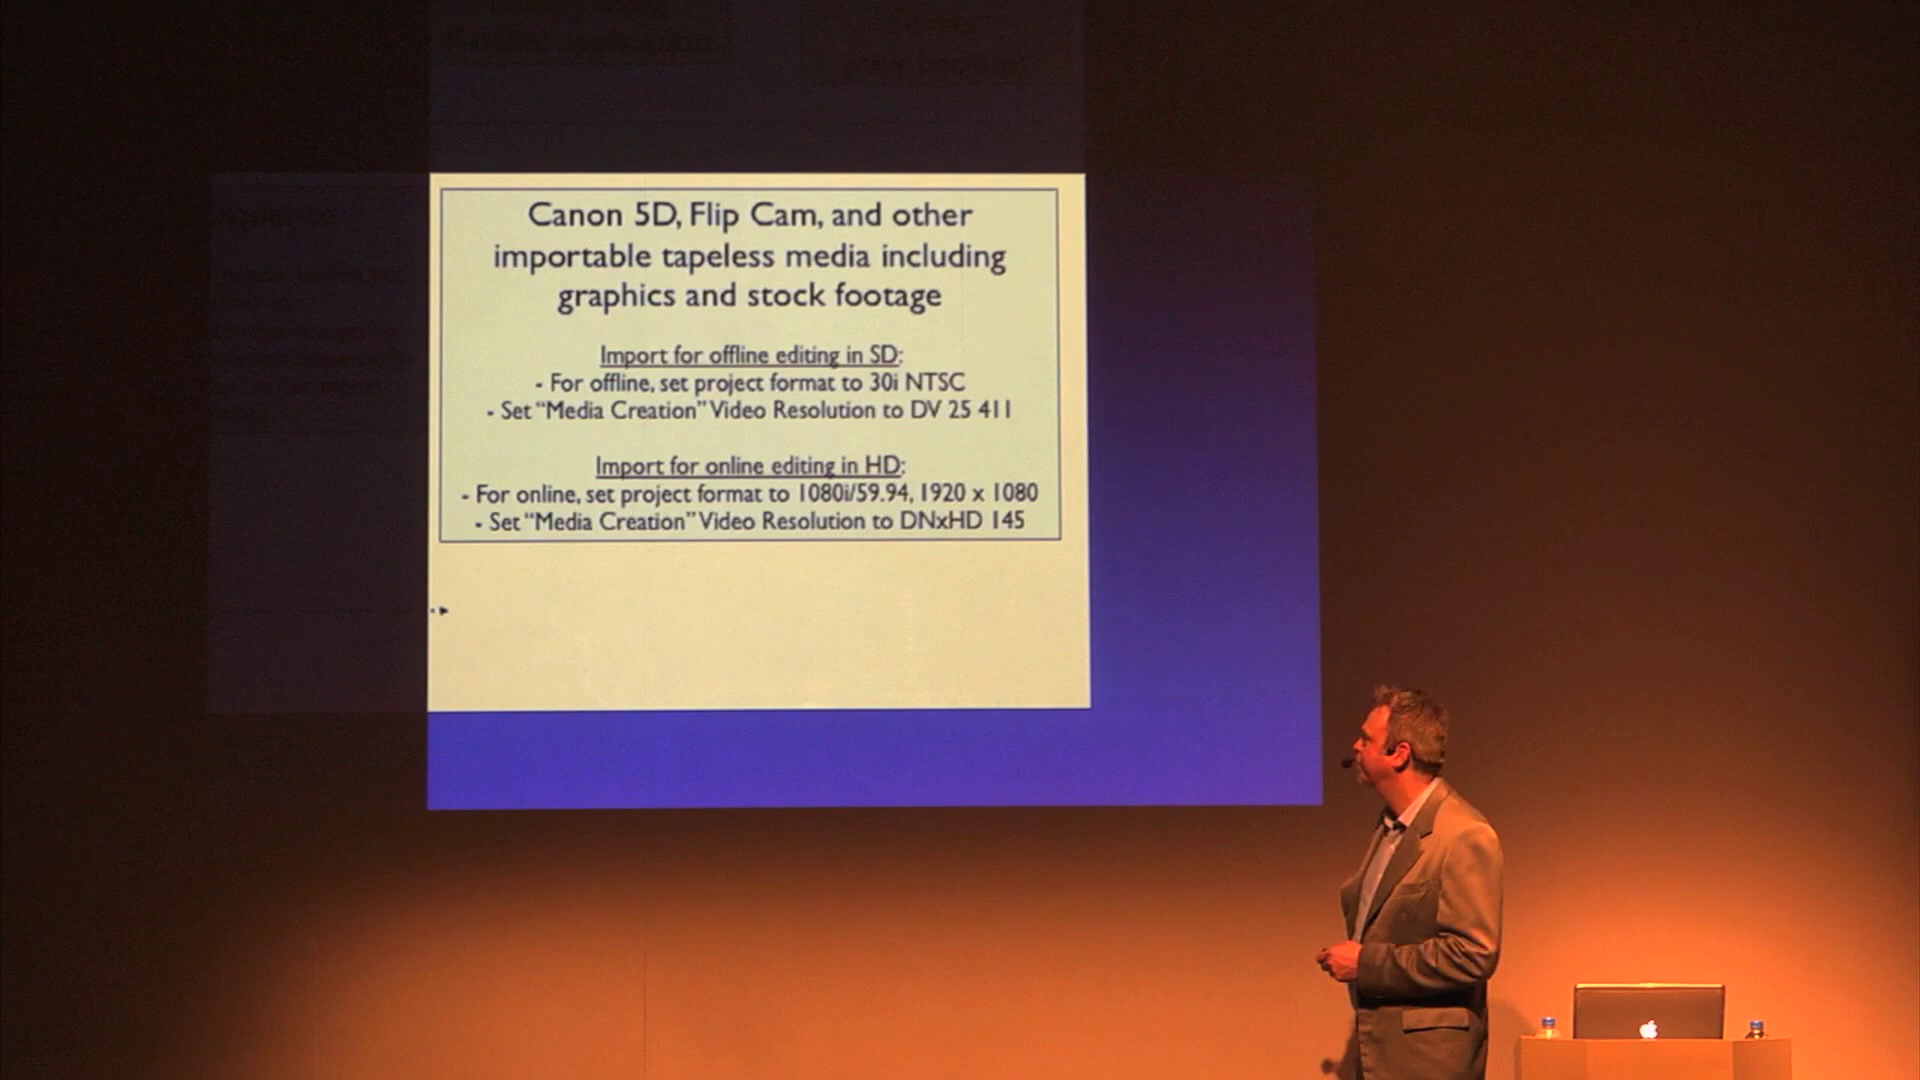 Canon 5D, Flip Cam, and other
importable tapeless media including
graphics and stock footage
Import for offline editing in SD:
- For offline, set project format to 30i NTSC
- Set “Media Creation” Video Resolution to DV 25 411
Import for online editing in HD:
- For online, set project format to 1080i/59.94, 1920 x 1080
- Set “Media Creation” Video Resolution to DNxHD 145